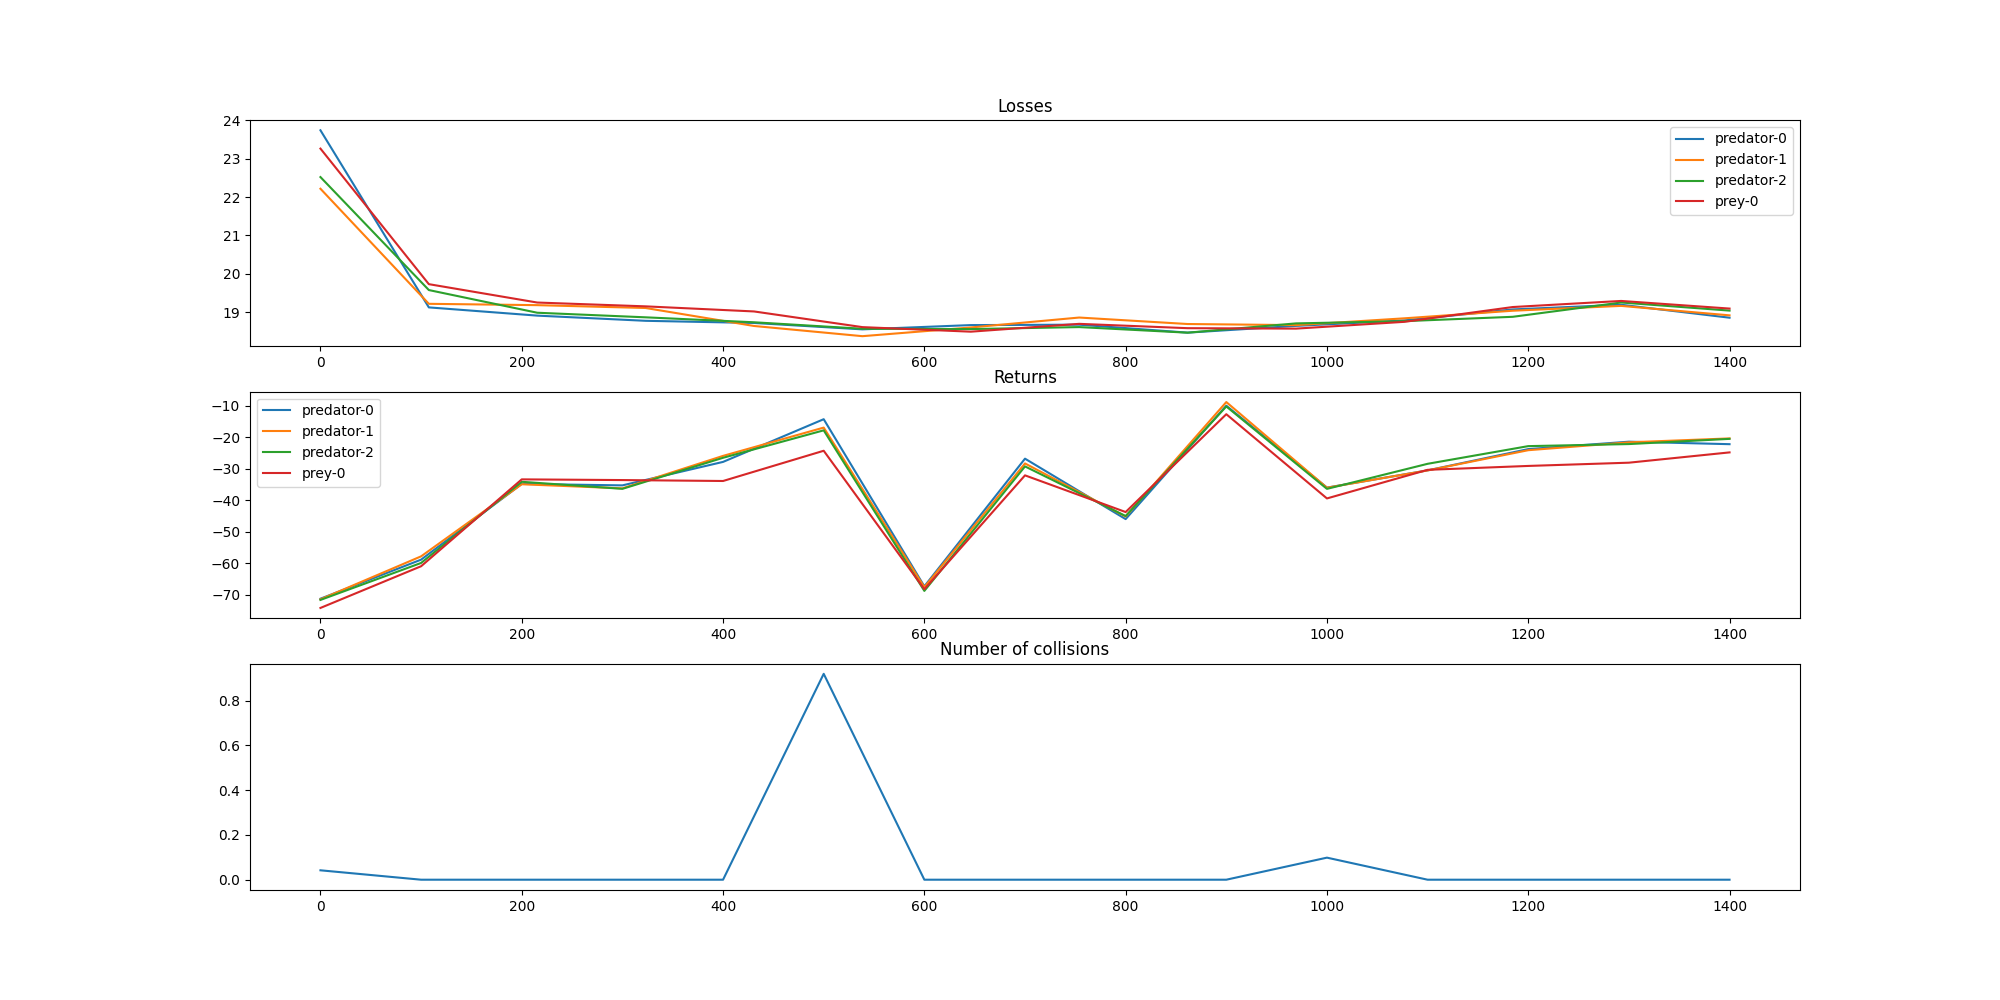 Losses
24
23
22
21
20
19
predator-0
predator-1
predator-2
prey-0
0 200 400 600 800 1000 1200 1400
Returns
−10
−20
−30
−40
−50
−60
−70
predator-0
predator-1
predator-2
prey-0
0 200 400 600 800 1000 1200 1400
Number of collisions
0.8
0.6
0.4
0.2
0.0
0 200 400 600 800 1000 1200 1400